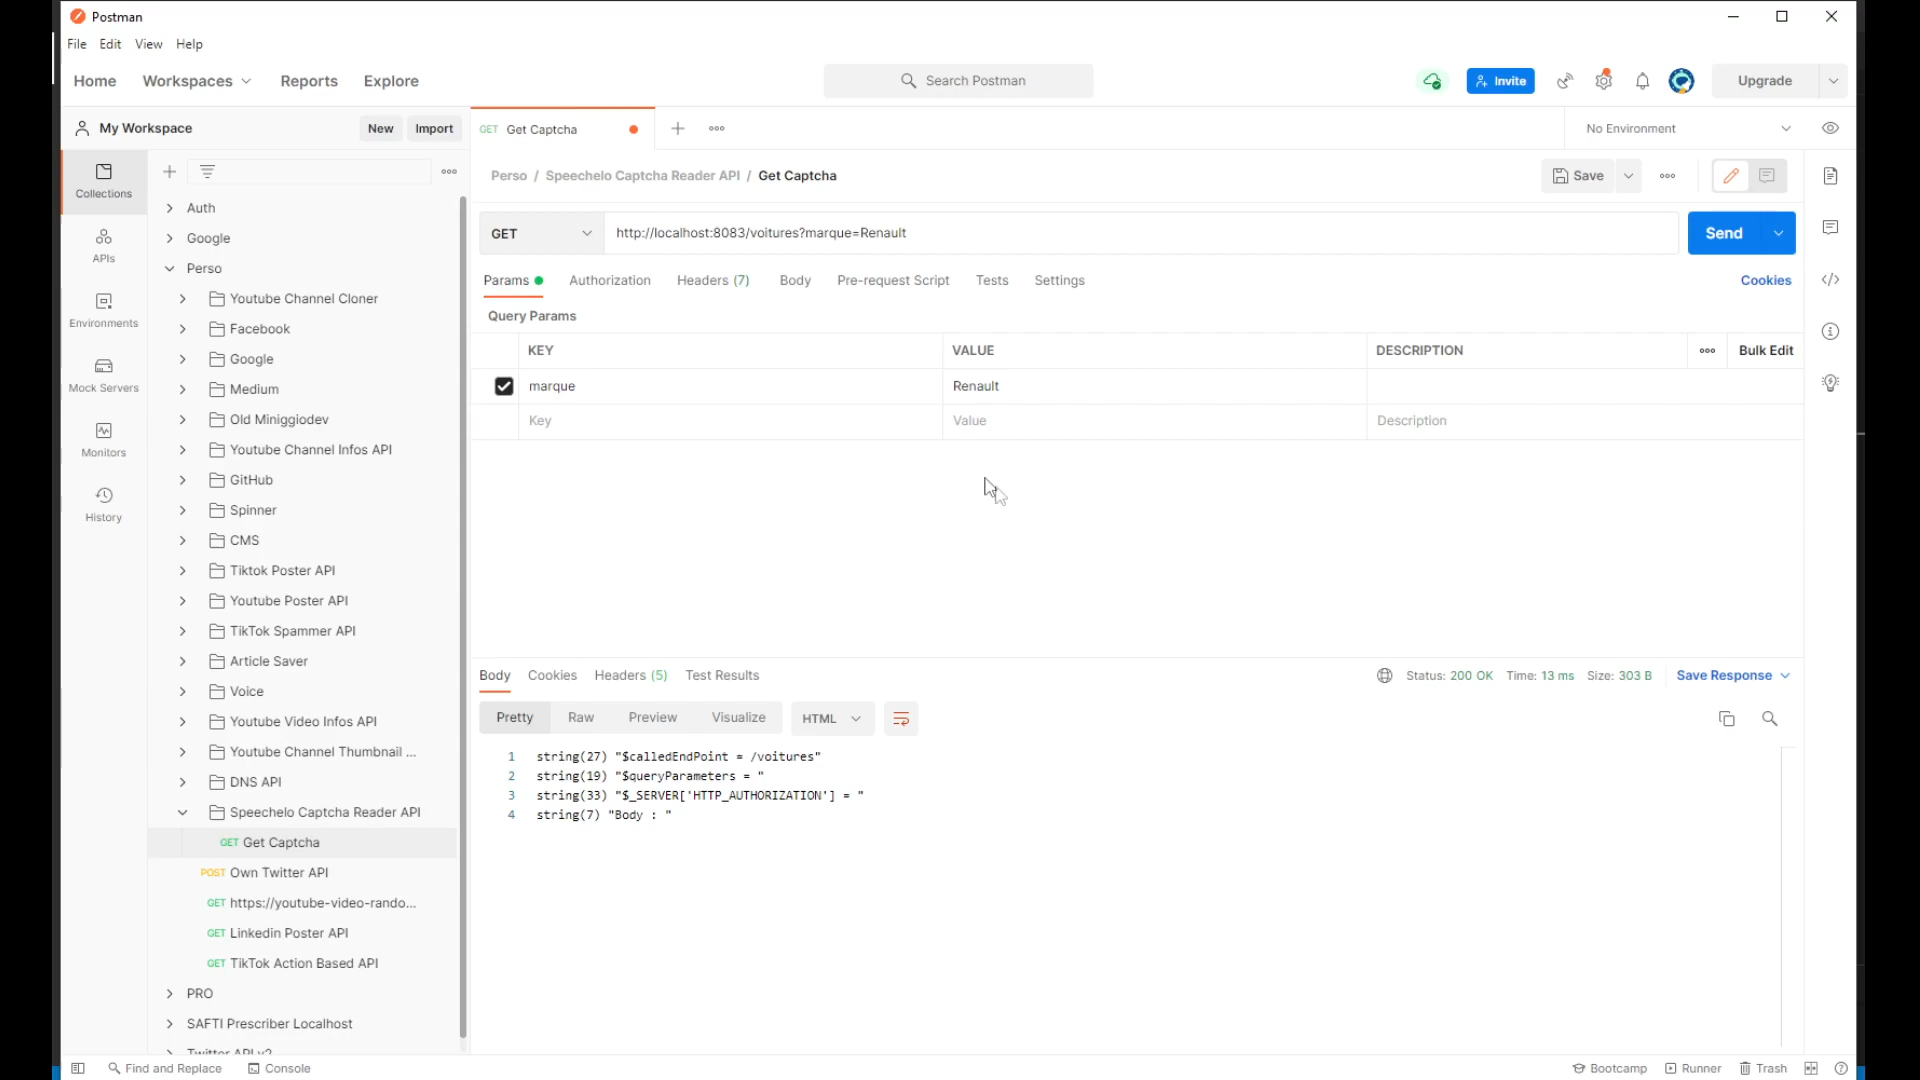 Postman
File Edit View Help
Home Workspaces Reports Explore
Search Postman
Invite
Upgrade
My Workspace
New Import
GET Get Captcha
No Environment
Collections
APIs
Environments
Mock Servers
Monitors
History
Auth
Google
Perso
Youtube Channel Cloner
Facebook
Google
Medium
Old Miniggiodev
Youtube Channel Infos API
GitHub
Spinner
CMS
Tiktok Poster API
Youtube Poster API
TikTok Spammer API
Article Saver
Voice
Youtube Video Infos API
Youtube Channel Thumbnail ...
DNS API
Speechelo Captcha Reader API
GET Get Captcha
POST Own Twitter API
GET https://youtube-video-rando...
GET Linkedin Poster API
GET TikTok Action Based API
PRO
SAFTI Prescriber Localhost
Twitter API v2
Perso / Speechelo Captcha Reader API / Get Captcha
Save
GET http://localhost:8083/voitures?marque=Renault
Send
Params Authorization Headers (7) Body Pre-request Script Tests Settings
Cookies
Query Params
KEY VALUE DESCRIPTION
Bulk Edit
marque Renault
Key Value Description
Body Cookies Headers (5) Test Results
Status: 200 OK Time: 13 ms Size: 303 B Save Response
Pretty Raw Preview Visualize HTML
1 string(27) "$calledEndPoint = /voitures"
2 string(19) "$queryParameters = "
3 string(33) "$_SERVER['HTTP_AUTHORIZATION'] = "
4 string(7) "Body : "
Find and Replace Console
Bootcamp Runner Trash